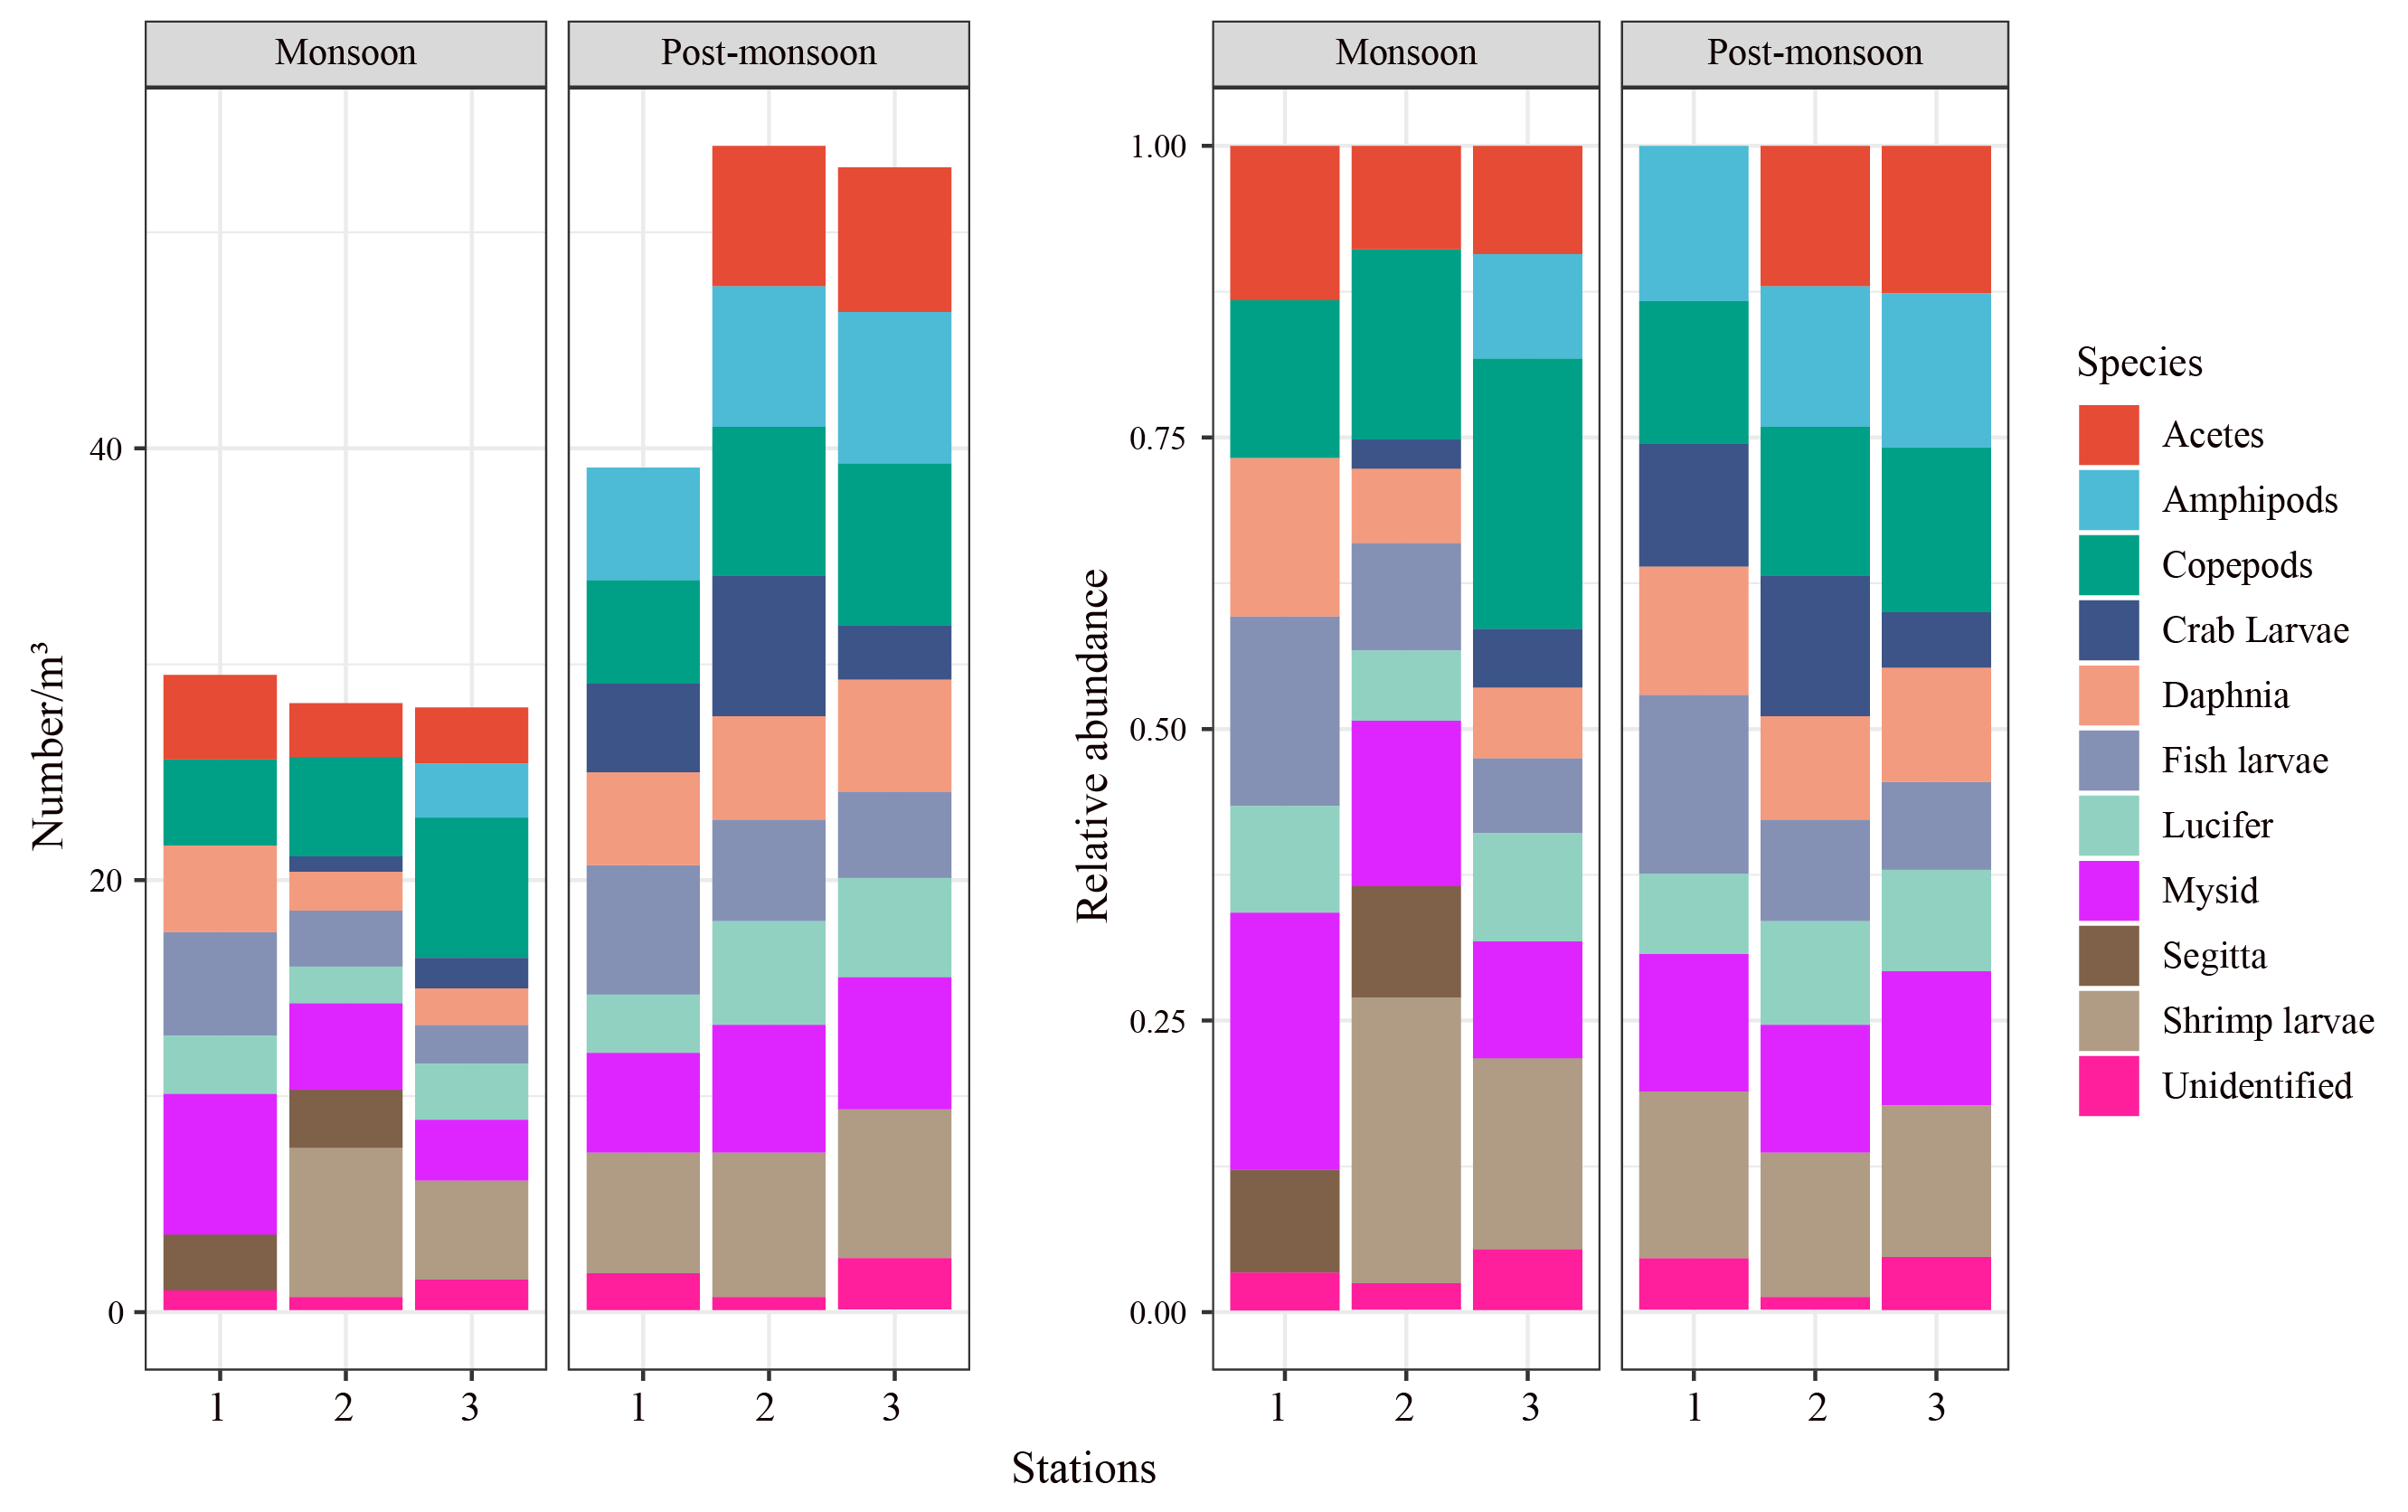 Monsoon
Post-monsoon
Monsoon
Post-monsoon
Number/m³
40
20
0
1 2 3
1 2 3
Relative abundance
1.00
0.75
0.50
0.25
0.00
1 2 3
1 2 3
Stations
Species
Acetes
Amphipods
Copepods
Crab Larvae
Daphnia
Fish larvae
Lucifer
Mysid
Segitta
Shrimp larvae
Unidentified